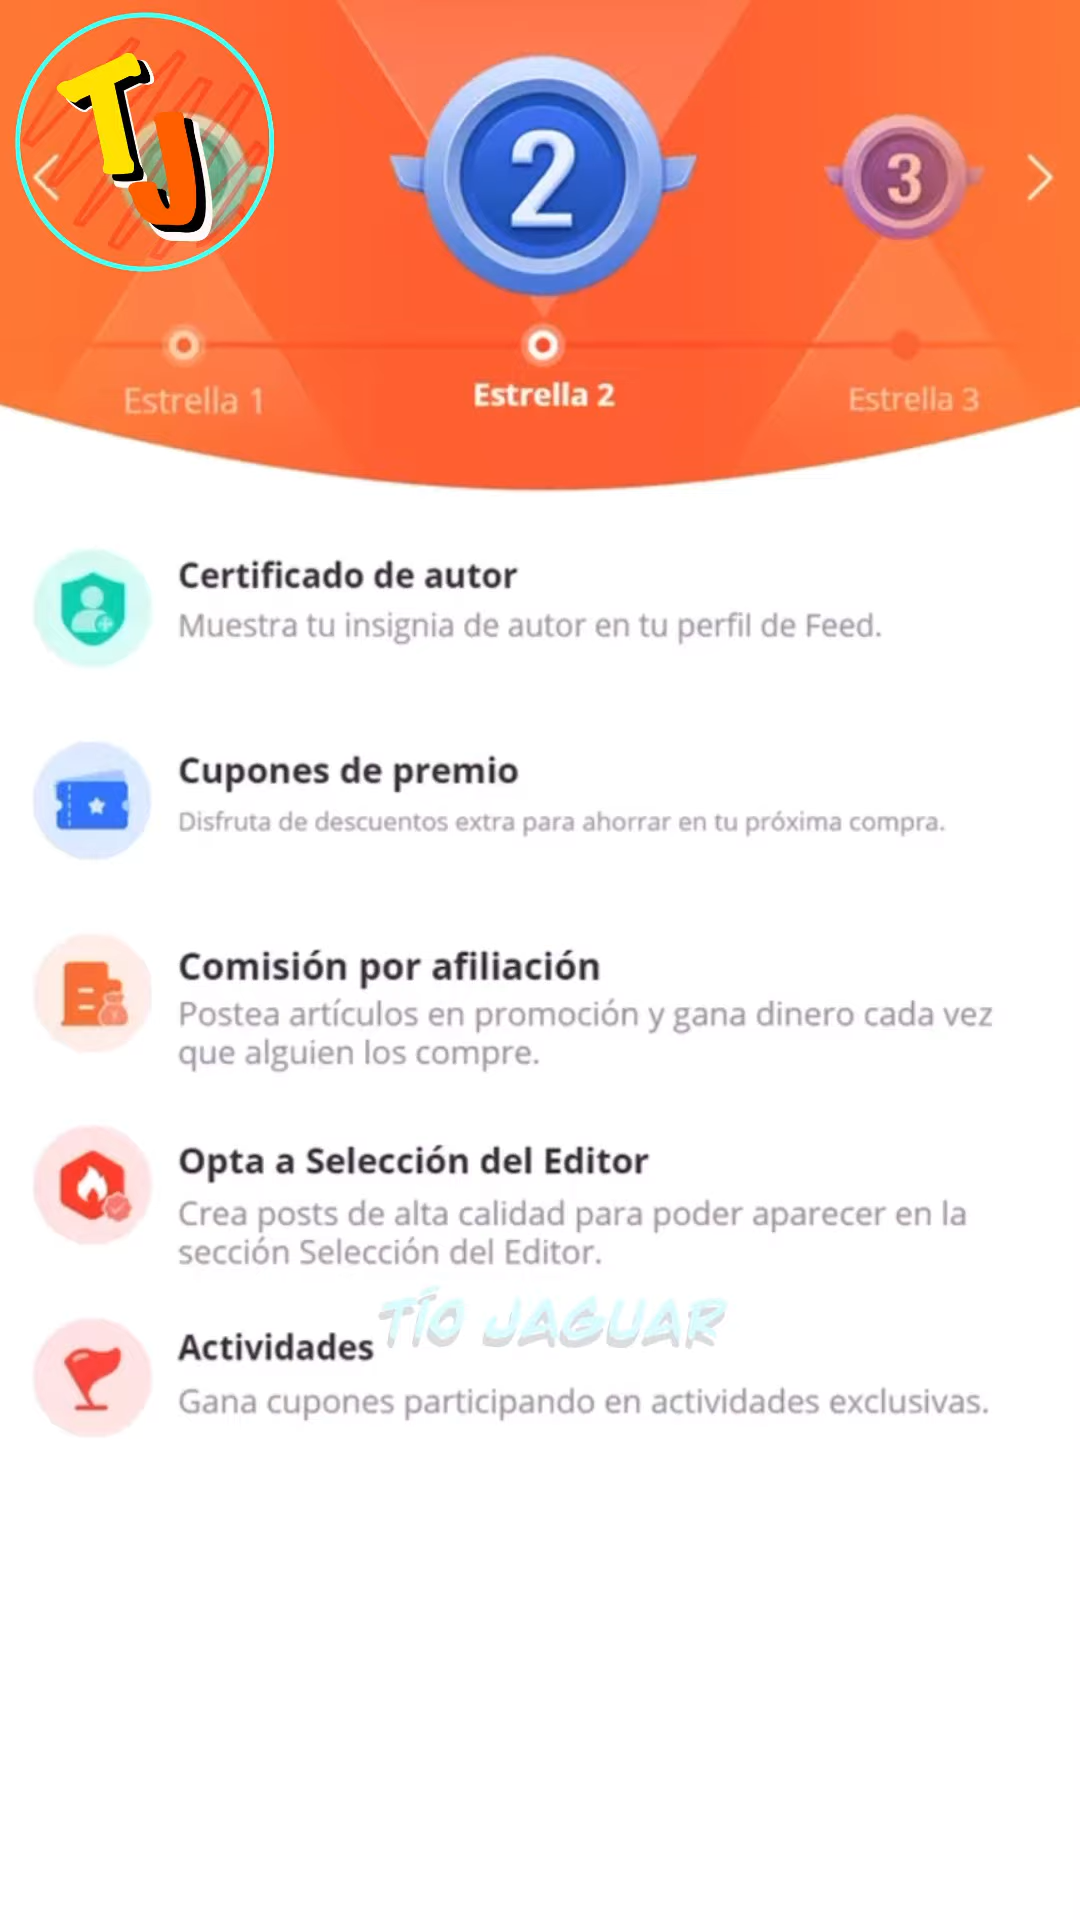 TJ
2
3
Estrella 1
Estrella 2
Estrella 3
Certificado de autor
Muestra tu insignia de autor en tu perfil de Feed.
Cupones de premio
Disfruta de descuentos extra para ahorrar en tu próxima compra.
Comisión por afiliación
Postea artículos en promoción y gana dinero cada vez
que alguien los compre.
Opta a Selección del Editor
Crea posts de alta calidad para poder aparecer en la
sección Selección del Editor.
TÍO JAGUAR
Actividades
Gana cupones participando en actividades exclusivas.